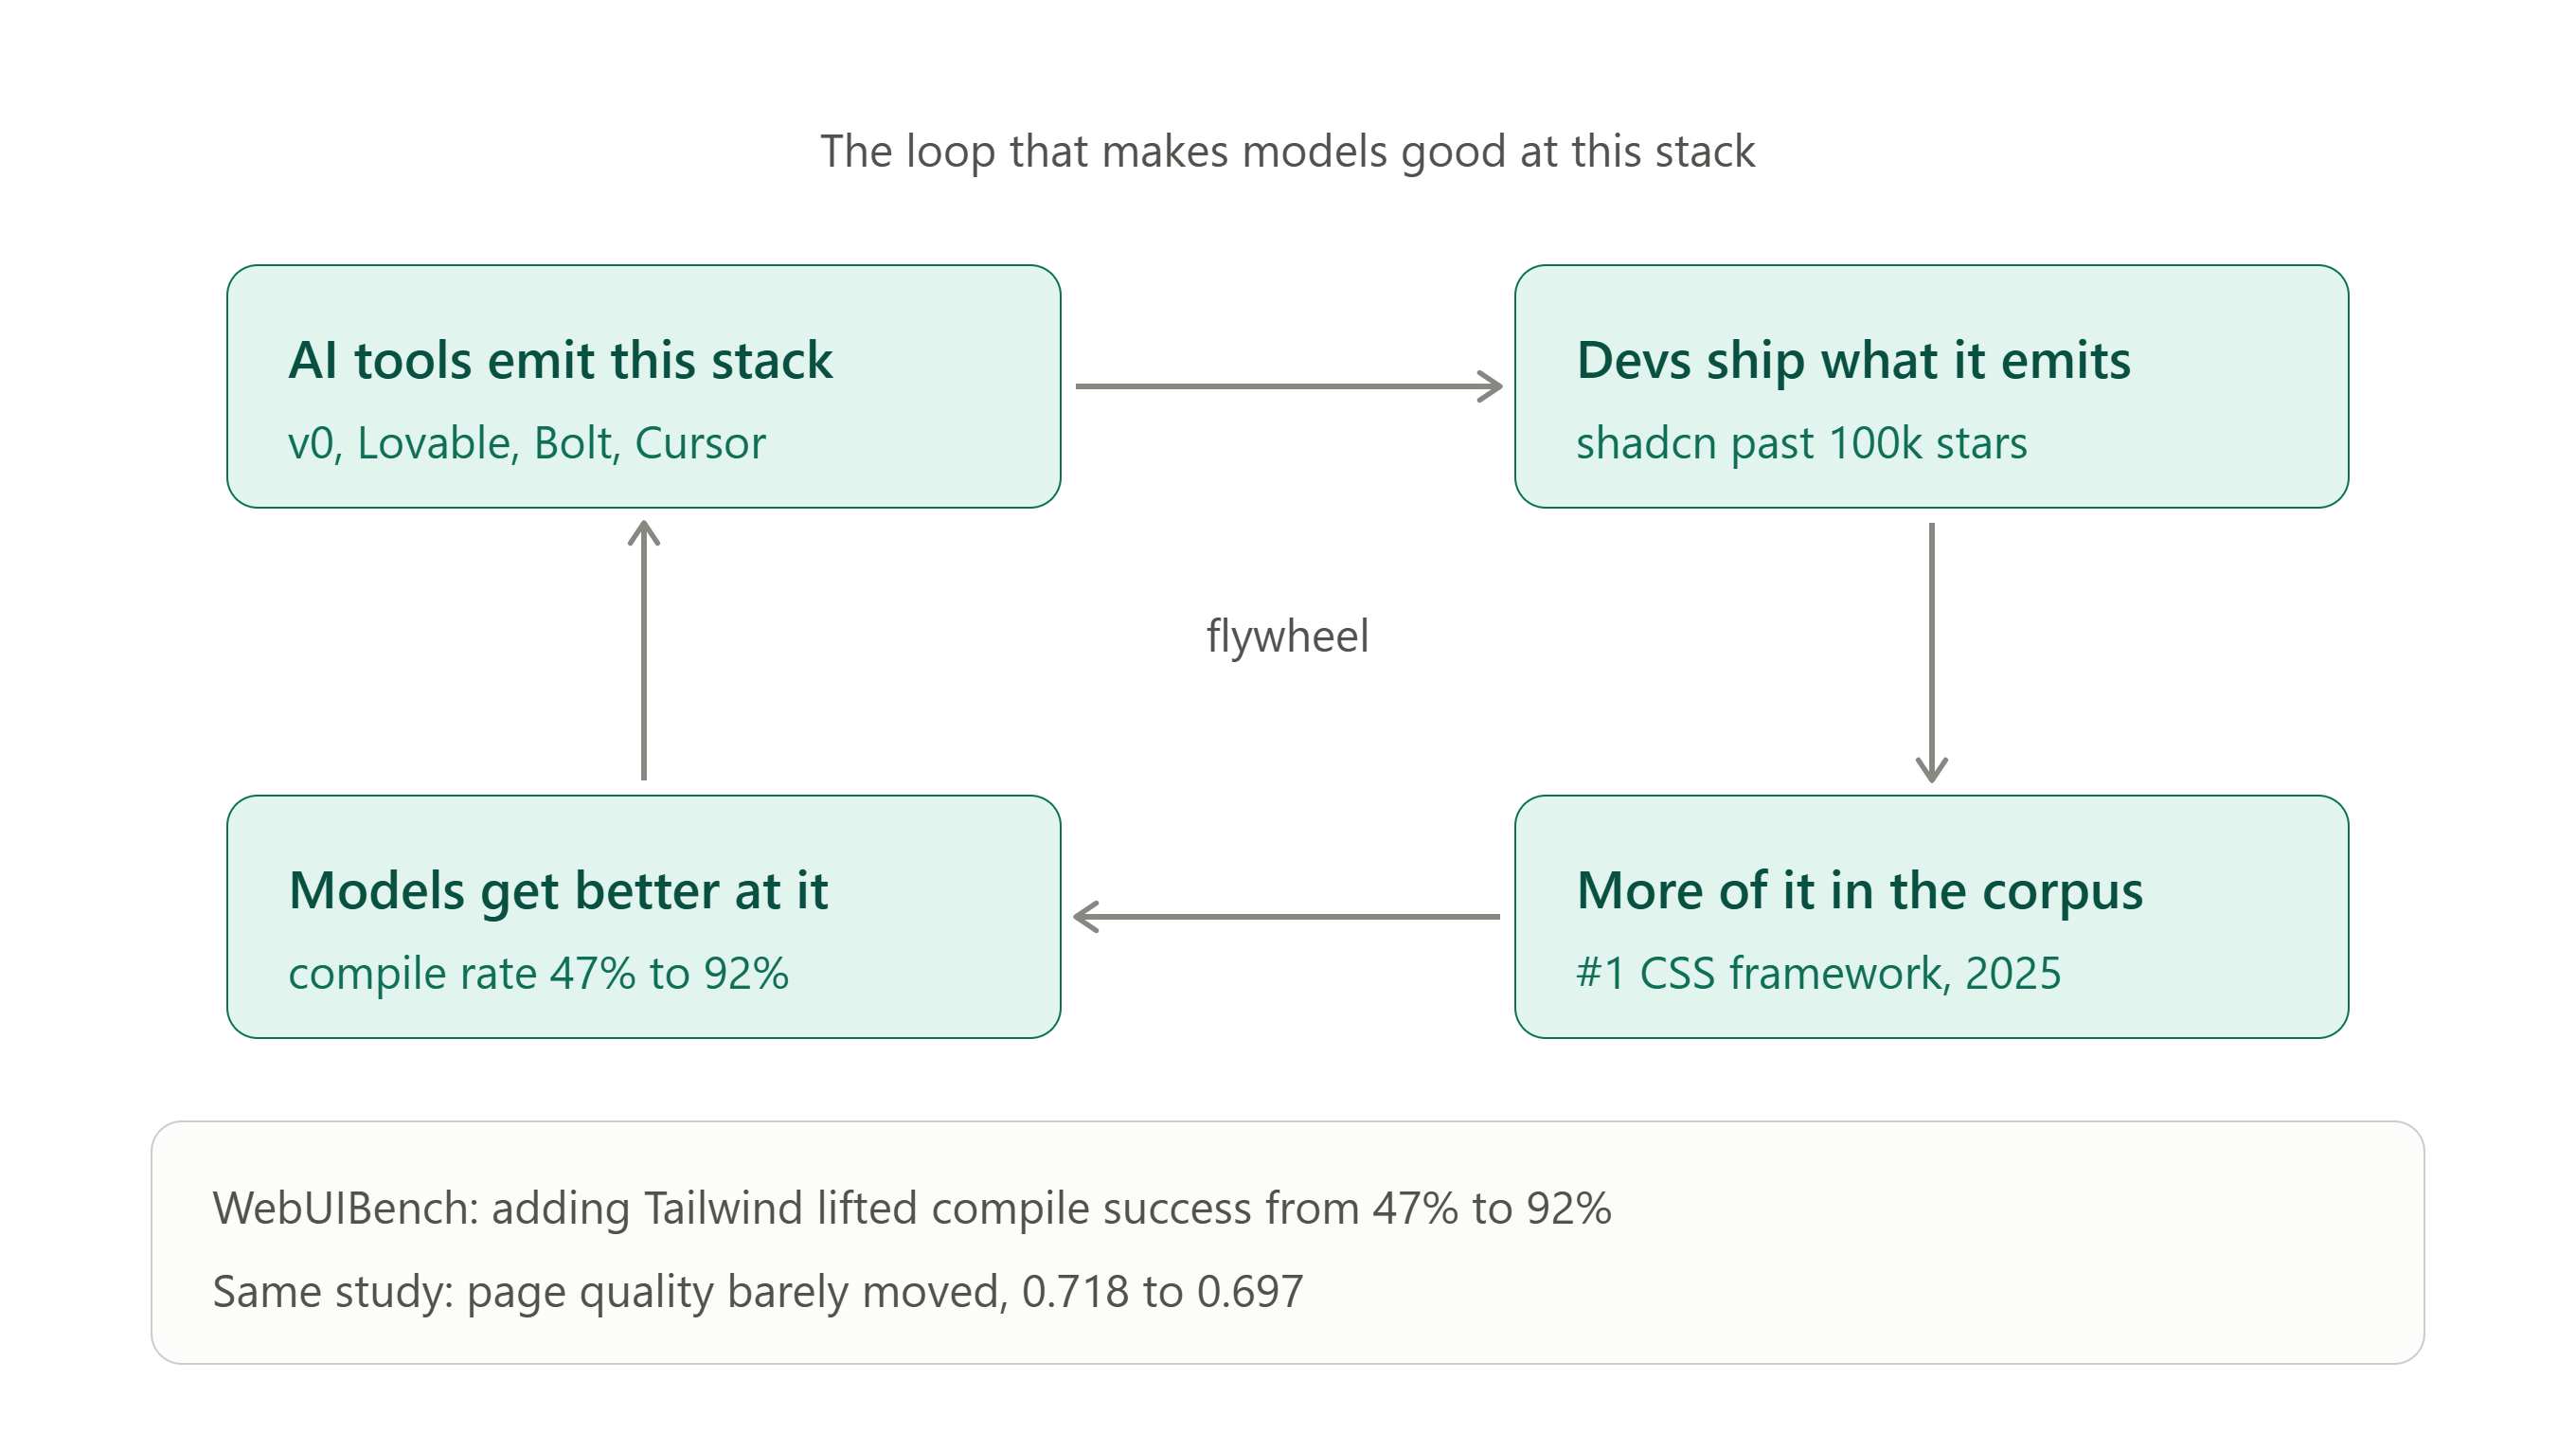 The loop that makes models good at this stack
AI tools emit this stack
v0, Lovable, Bolt, Cursor
Devs ship what it emits
shadcn past 100k stars
flywheel
Models get better at it
compile rate 47% to 92%
More of it in the corpus
#1 CSS framework, 2025
WebUIBench: adding Tailwind lifted compile success from 47% to 92%
Same study: page quality barely moved, 0.718 to 0.697